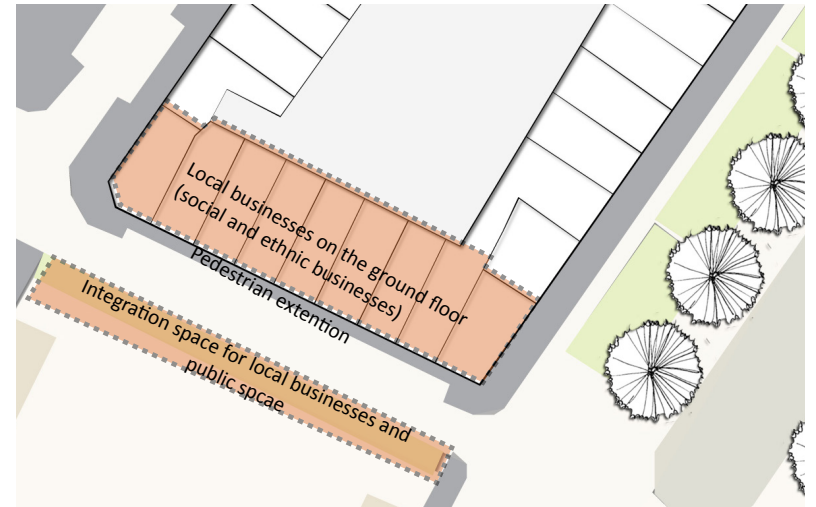 Local businesses on the ground floor
(social and ethnic businesses)
Pedestrian extention
Integration space for local businesses and
public spcae